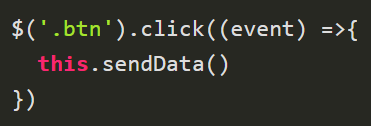 $('.btn').click((event) =>{
  this.sendData()
})